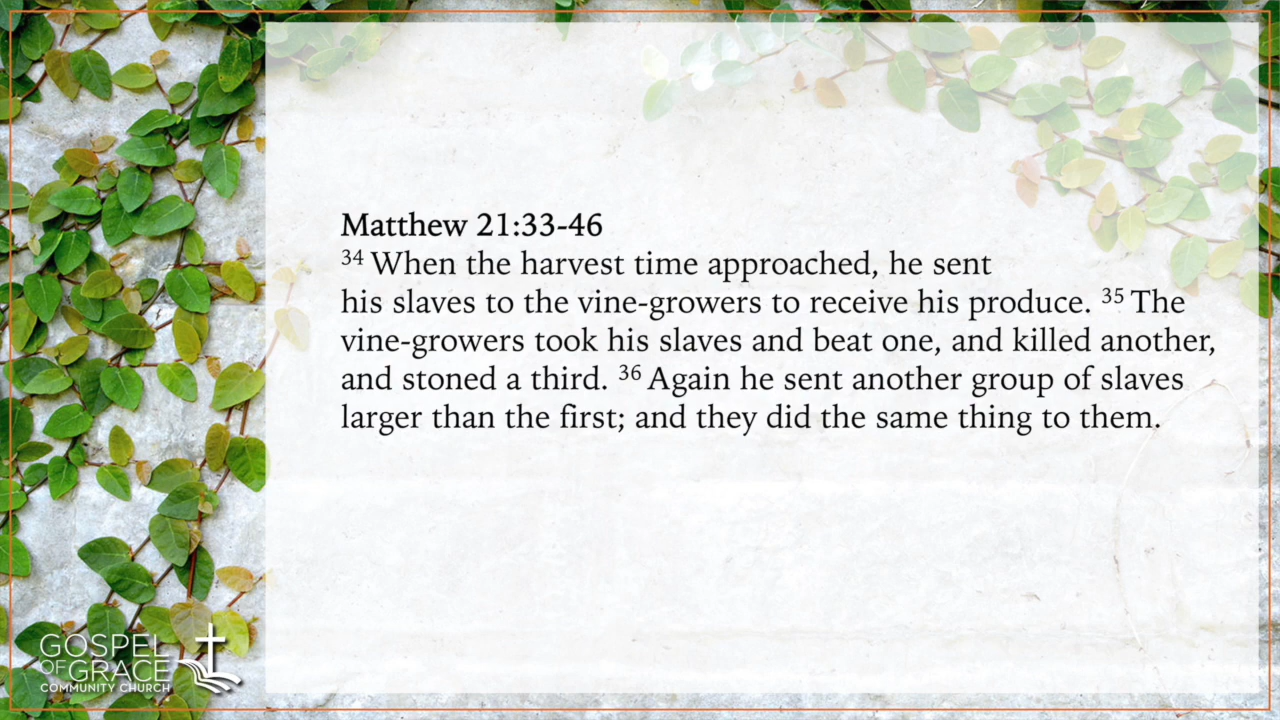 Matthew 21:33-46
34 When the harvest time approached, he sent
his slaves to the vine-growers to receive his produce. 35 The
vine-growers took his slaves and beat one, and killed another,
and stoned a third. 36 Again he sent another group of slaves
larger than the first; and they did the same thing to them.
GOSPEL
OF GRACE
COMMUNITY CHURCH